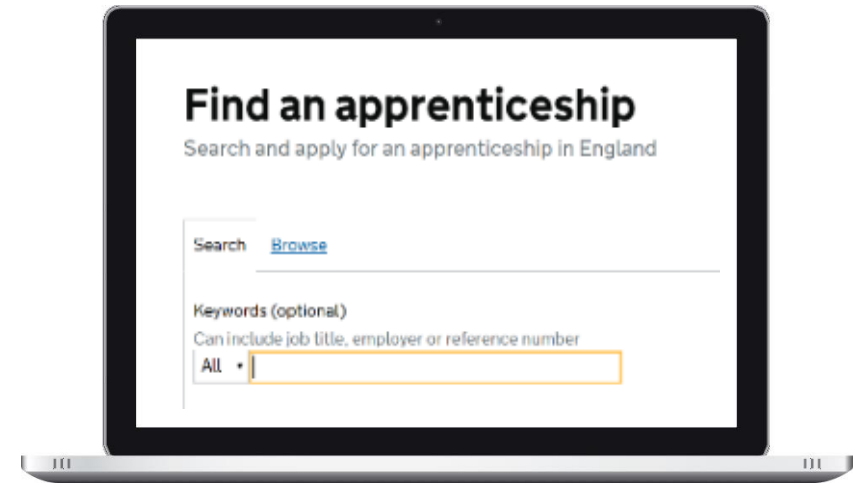 Find an apprenticeship
Search and apply for an apprenticeship in England
Search Browse
Keywords (optional)
Can include job title, employer or reference number
All